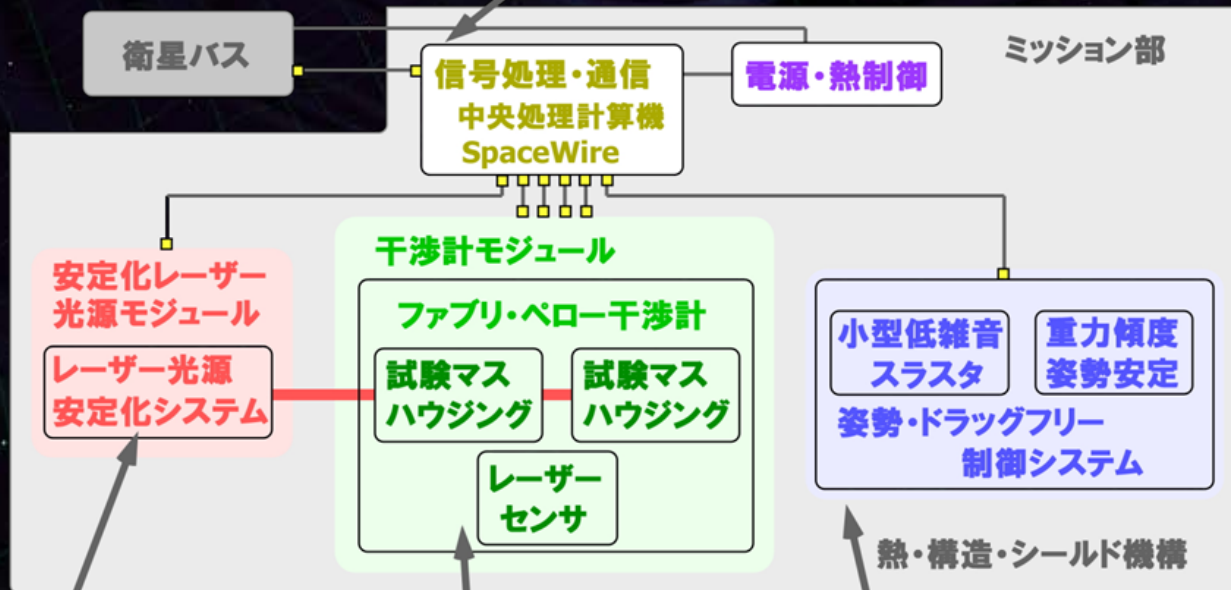 衛星バス
ミッション部
信号処理・通信
中央処理計算機
SpaceWire
電源・熱制御
安定化レーザー
光源モジュール
レーザー光源
安定化システム
干渉計モジュール
ファブリ・ペロー干渉計
試験マス
ハウジング
試験マス
ハウジング
レーザー
センサ
小型低雑音
スラスタ
重力傾度
姿勢安定
姿勢・ドラッグフリー
制御システム
熱・構造・シールド機構